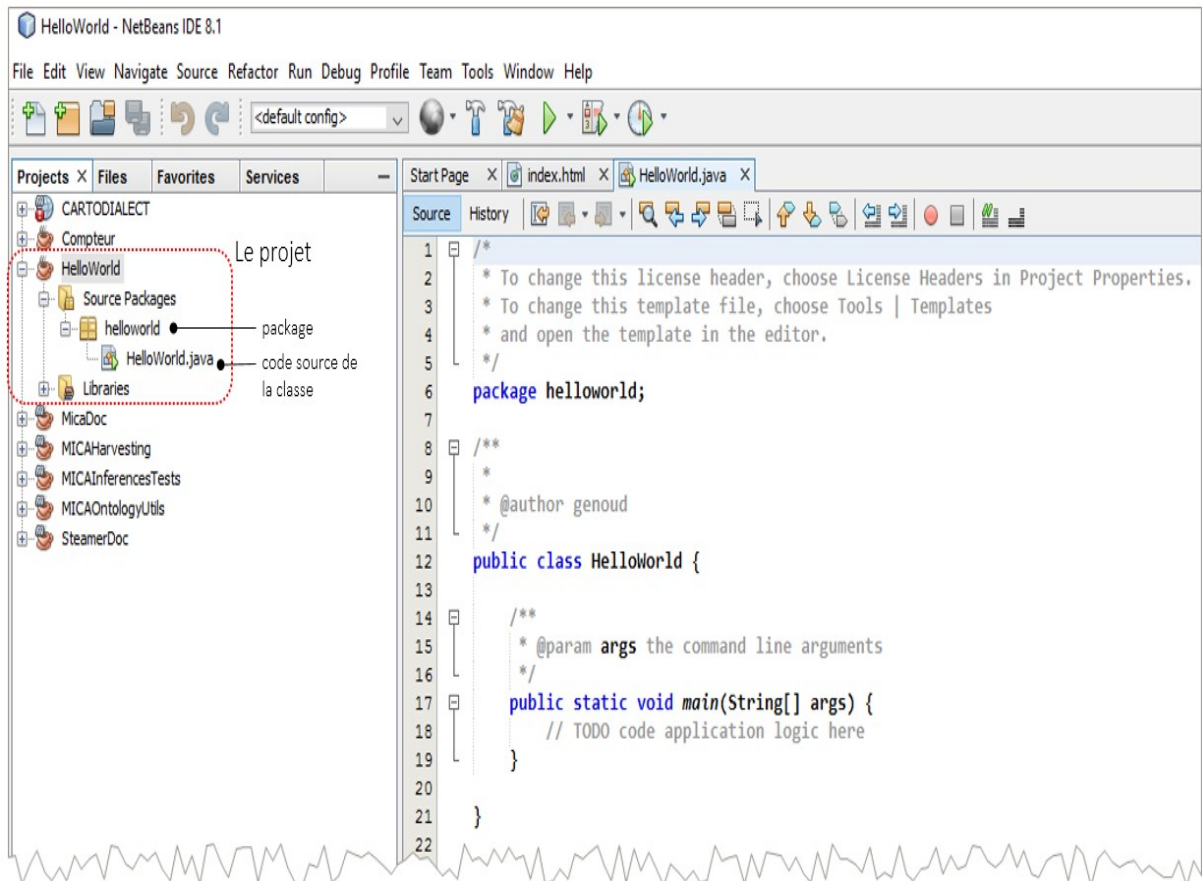 HelloWorld - NetBeans IDE 8.1
File Edit View Navigate Source Refactor Run Debug Profile Team Tools Window Help
<default config>
Projects Files Favorites Services
CARTODIALECT
Compteur
HelloWorld
Le projet
Source Packages
helloworld
package
HelloWorld.java
code source de
la classe
Libraries
MicaDoc
MICAHarvesting
MICAInferencesTests
MICAOntologyUtils
SteamerDoc
Start Page index.html HelloWorld.java
Source History
1 /*
2 * To change this license header, choose License Headers in Project Properties.
3 * To change this template file, choose Tools | Templates
4 * and open the template in the editor.
5 */
6 package helloworld;
7
8 /**
9 *
10 * @author genoud
11 */
12 public class HelloWorld {
13
14 /**
15 * @param args the command line arguments
16 */
17 public static void main(String[] args) {
18 // TODO code application logic here
19 }
20
21 }
22